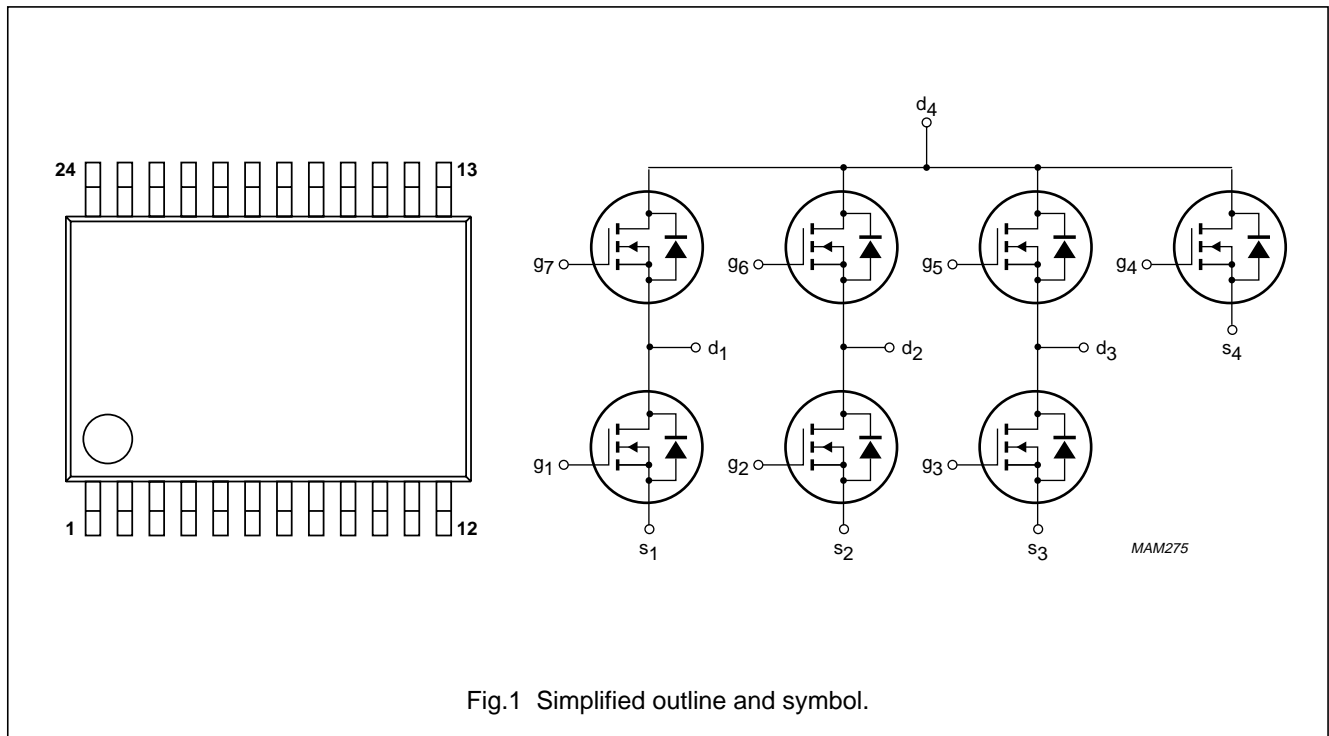 24
13
1
12
d4
g7
g6
g5
g4
d1
d2
d3
s4
g1
g2
g3
s1
s2
s3
MAM275
Fig.1 Simplified outline and symbol.